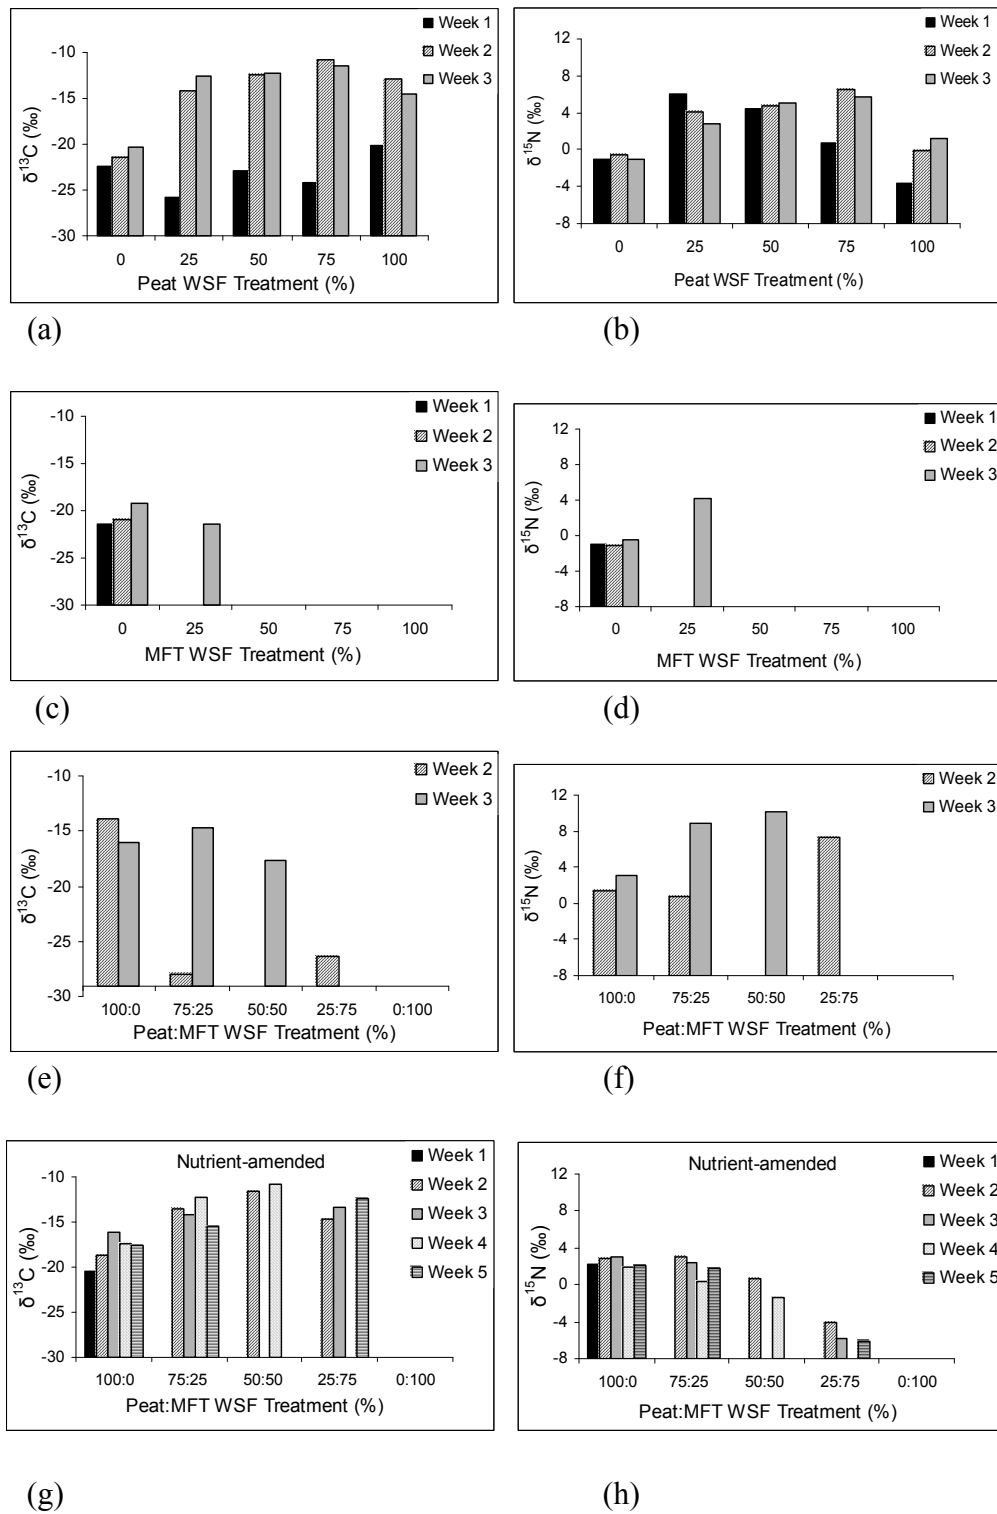 Week 1
Week 2
Week 3
-10
-15
-20
-25
-30
δ13C (‰)
0 25 50 75 100
Peat WSF Treatment (%)
(a)
Week 1
Week 2
Week 3
12
8
4
0
-4
-8
δ15N (‰)
0 25 50 75 100
Peat WSF Treatment (%)
(b)
Week 1
Week 2
Week 3
-10
-15
-20
-25
-30
δ13C (‰)
0 25 50 75 100
MFT WSF Treatment (%)
(c)
Week 1
Week 2
Week 3
12
8
4
0
-4
-8
δ15N (‰)
0 25 50 75 100
MFT WSF Treatment (%)
(d)
Week 2
Week 3
-10
-15
-20
-25
-30
δ13C (‰)
100:0 75:25 50:50 25:75 0:100
Peat:MFT WSF Treatment (%)
(e)
Week 2
Week 3
12
8
4
0
-4
-8
δ15N (‰)
100:0 75:25 50:50 25:75
Peat:MFT WSF Treatment (%)
(f)
Nutrient-amended
Week 1
Week 2
Week 3
Week 4
Week 5
-10
-15
-20
-25
-30
δ13C (‰)
100:0 75:25 50:50 25:75 0:100
Peat:MFT WSF Treatment (%)
(g)
Nutrient-amended
Week 1
Week 2
Week 3
Week 4
Week 5
12
8
4
0
-4
-8
δ15N (‰)
100:0 75:25 50:50 25:75 0:100
Peat:MFT WSF Treatment (%)
(h)